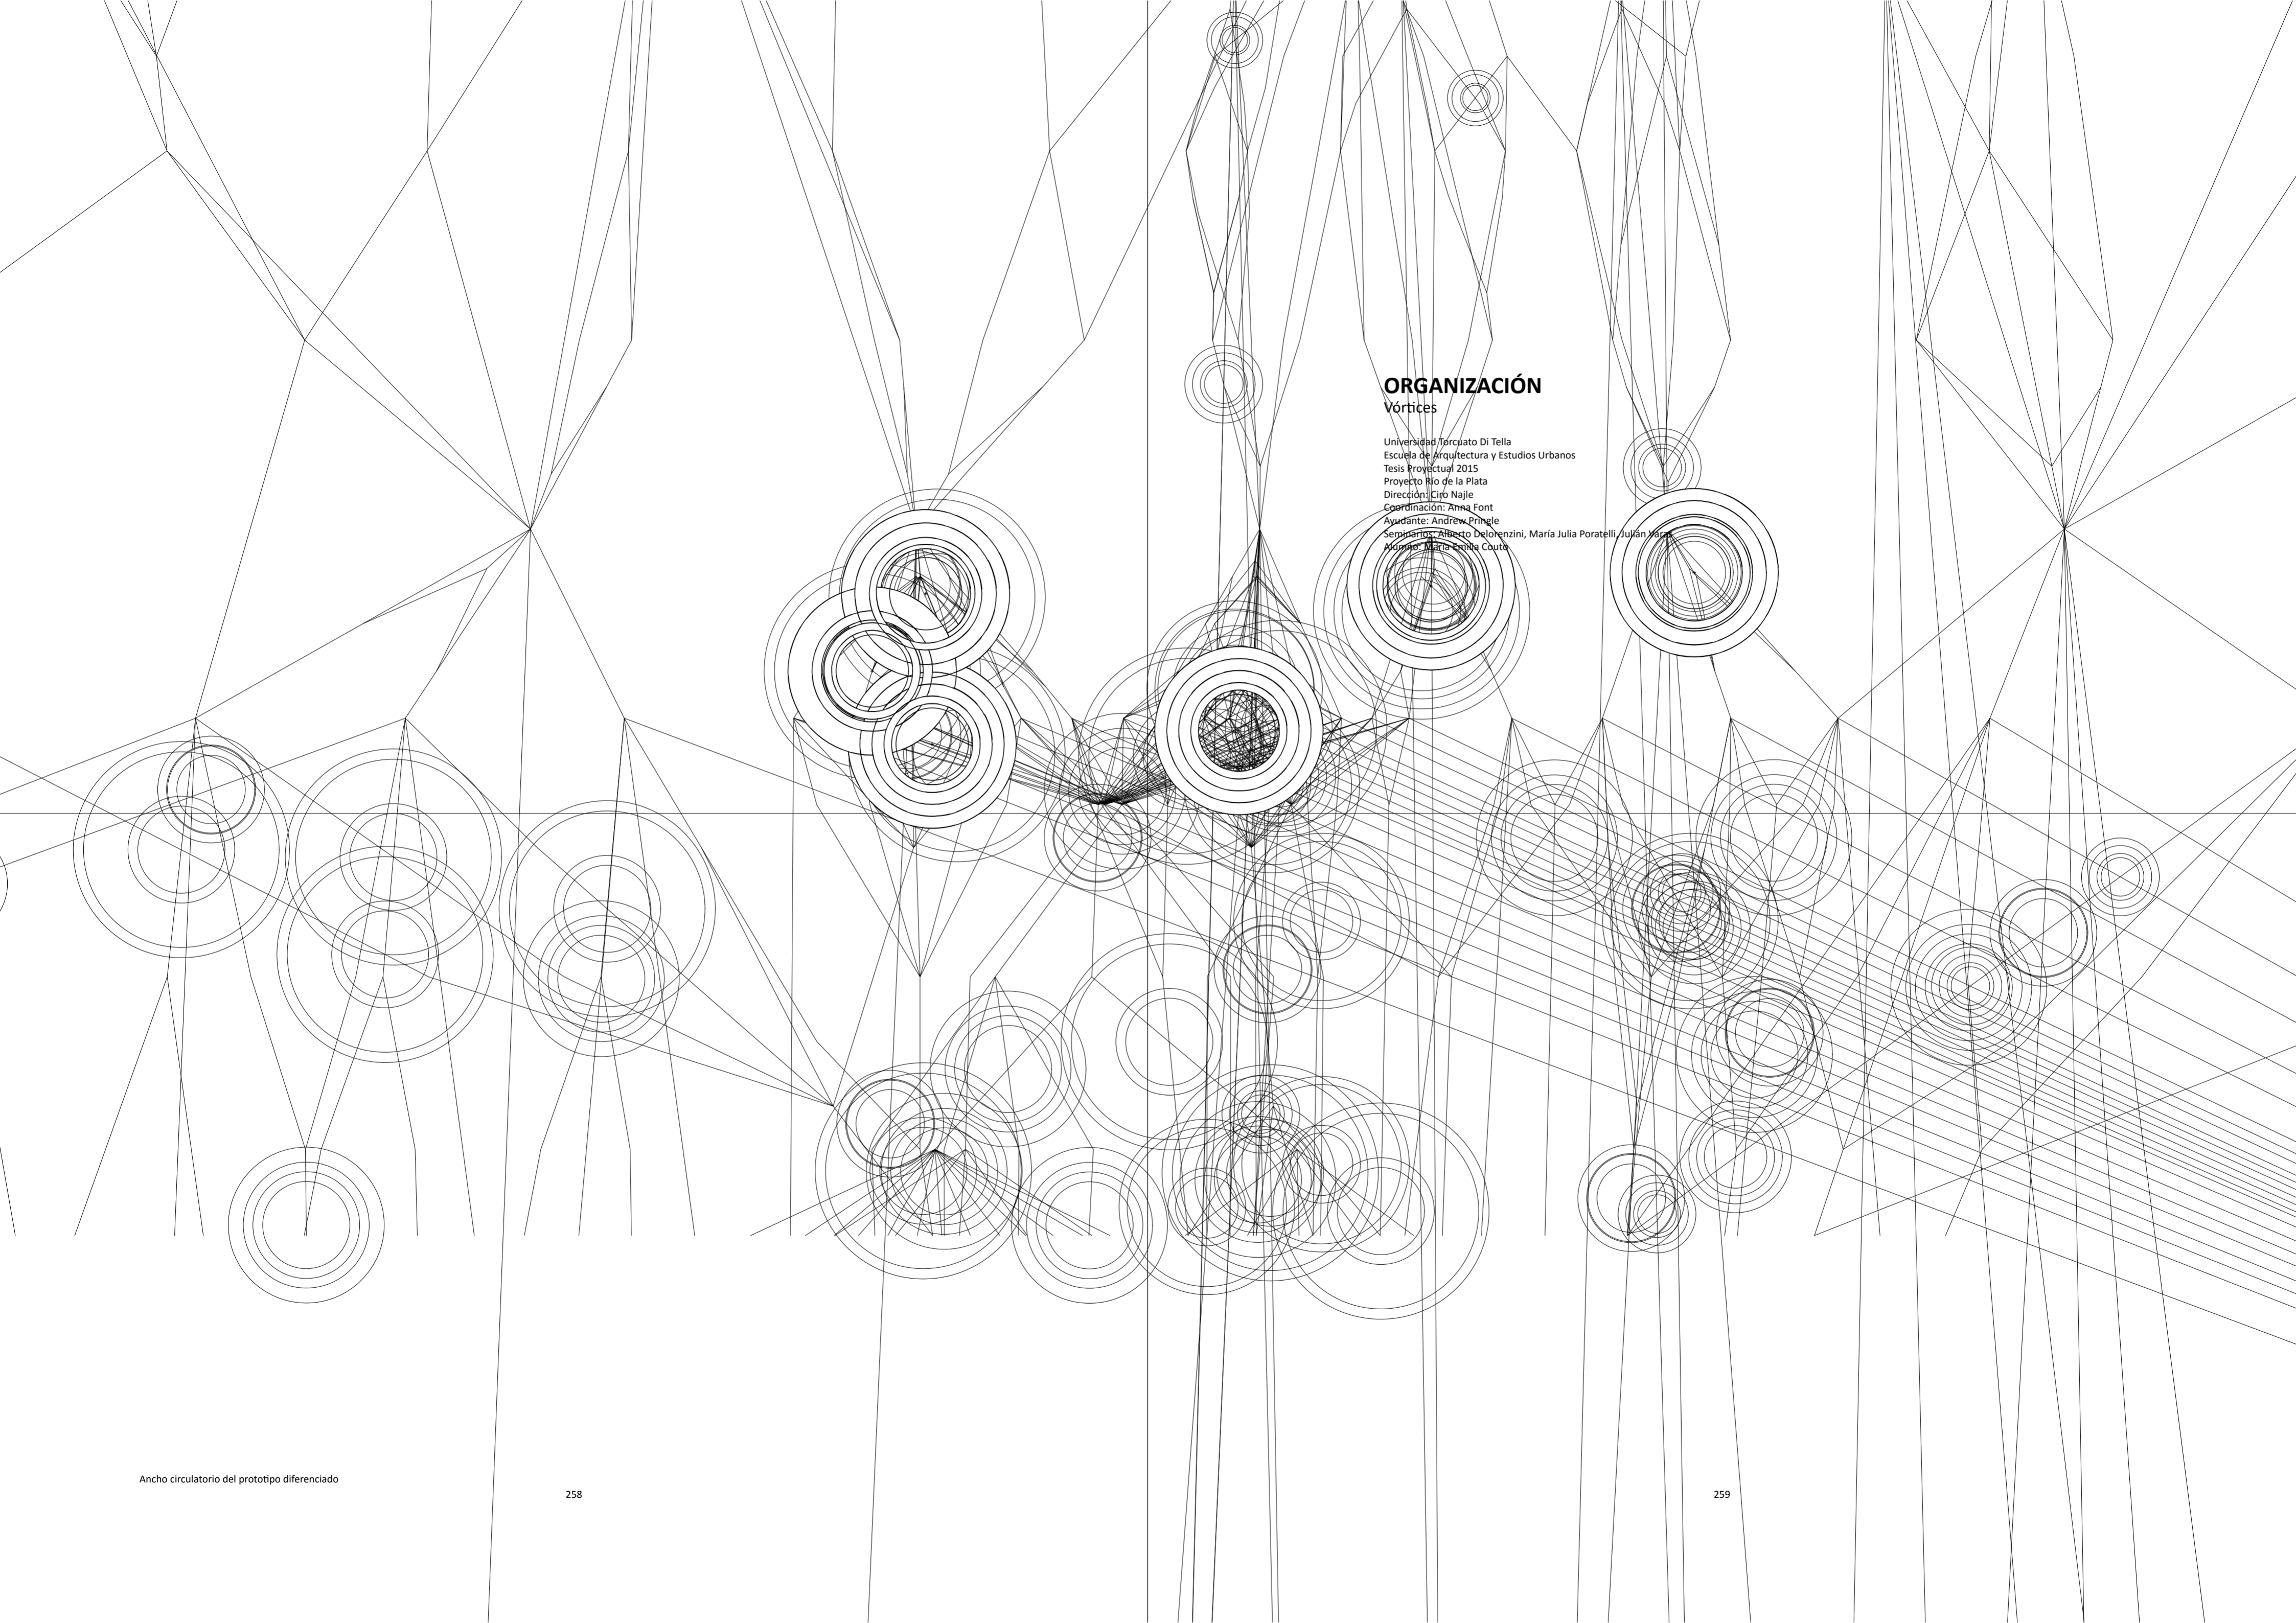 ORGANIZACIÓN
Vórtices
Universidad Torcuato Di Tella
Escuela de Arquitectura y Estudios Urbanos
Tesis Proyectual 2015
Proyecto Río de la Plata
Dirección: Ciro Najle
Coordinación: Anna Font
Ayudante: Andrew Pringle
Seminarios: Alberto Delorenzini, María Julia Poratelli, Julián Varas
Alumno: María Emilia Couto
Ancho circulatorio del prototipo diferenciado
258
259